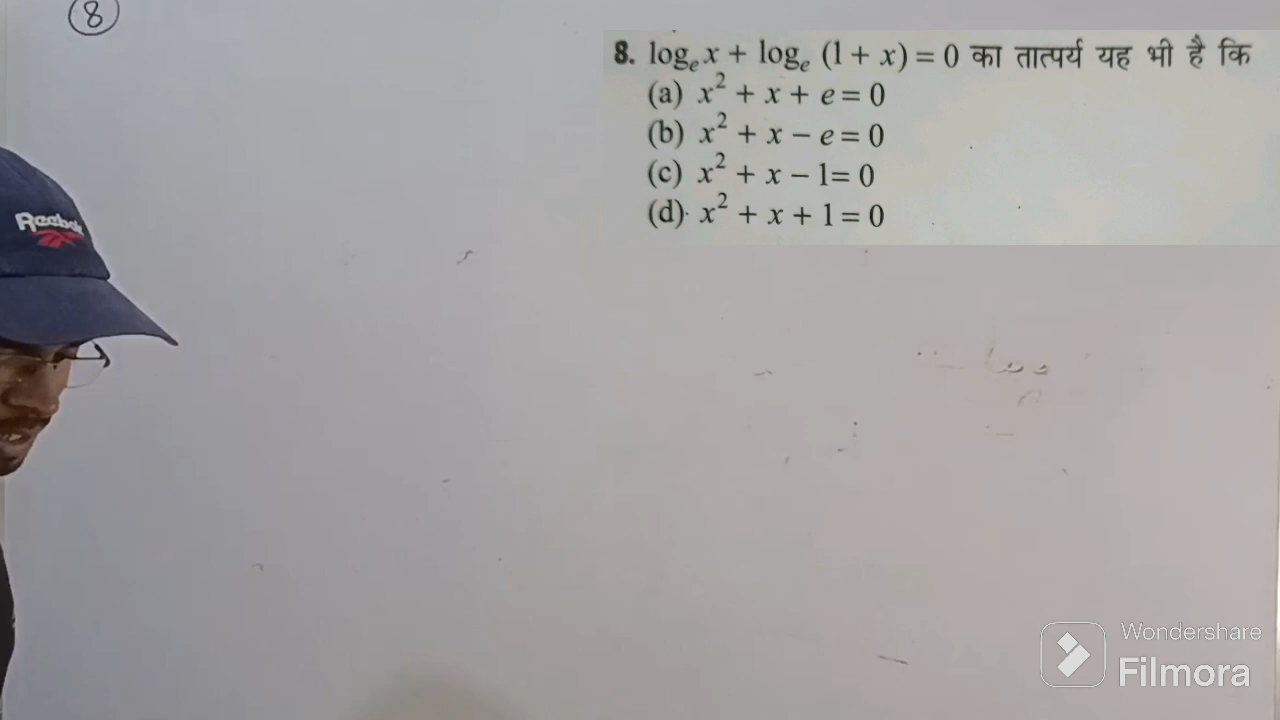 8
8. logₑ x + logₑ (1 + x) = 0 का तात्पर्य यह भी है कि
(a) x² + x + e = 0
(b) x² + x − e = 0
(c) x² + x − 1= 0
(d) x² + x + 1 = 0
Reebok
Wondershare
Filmora